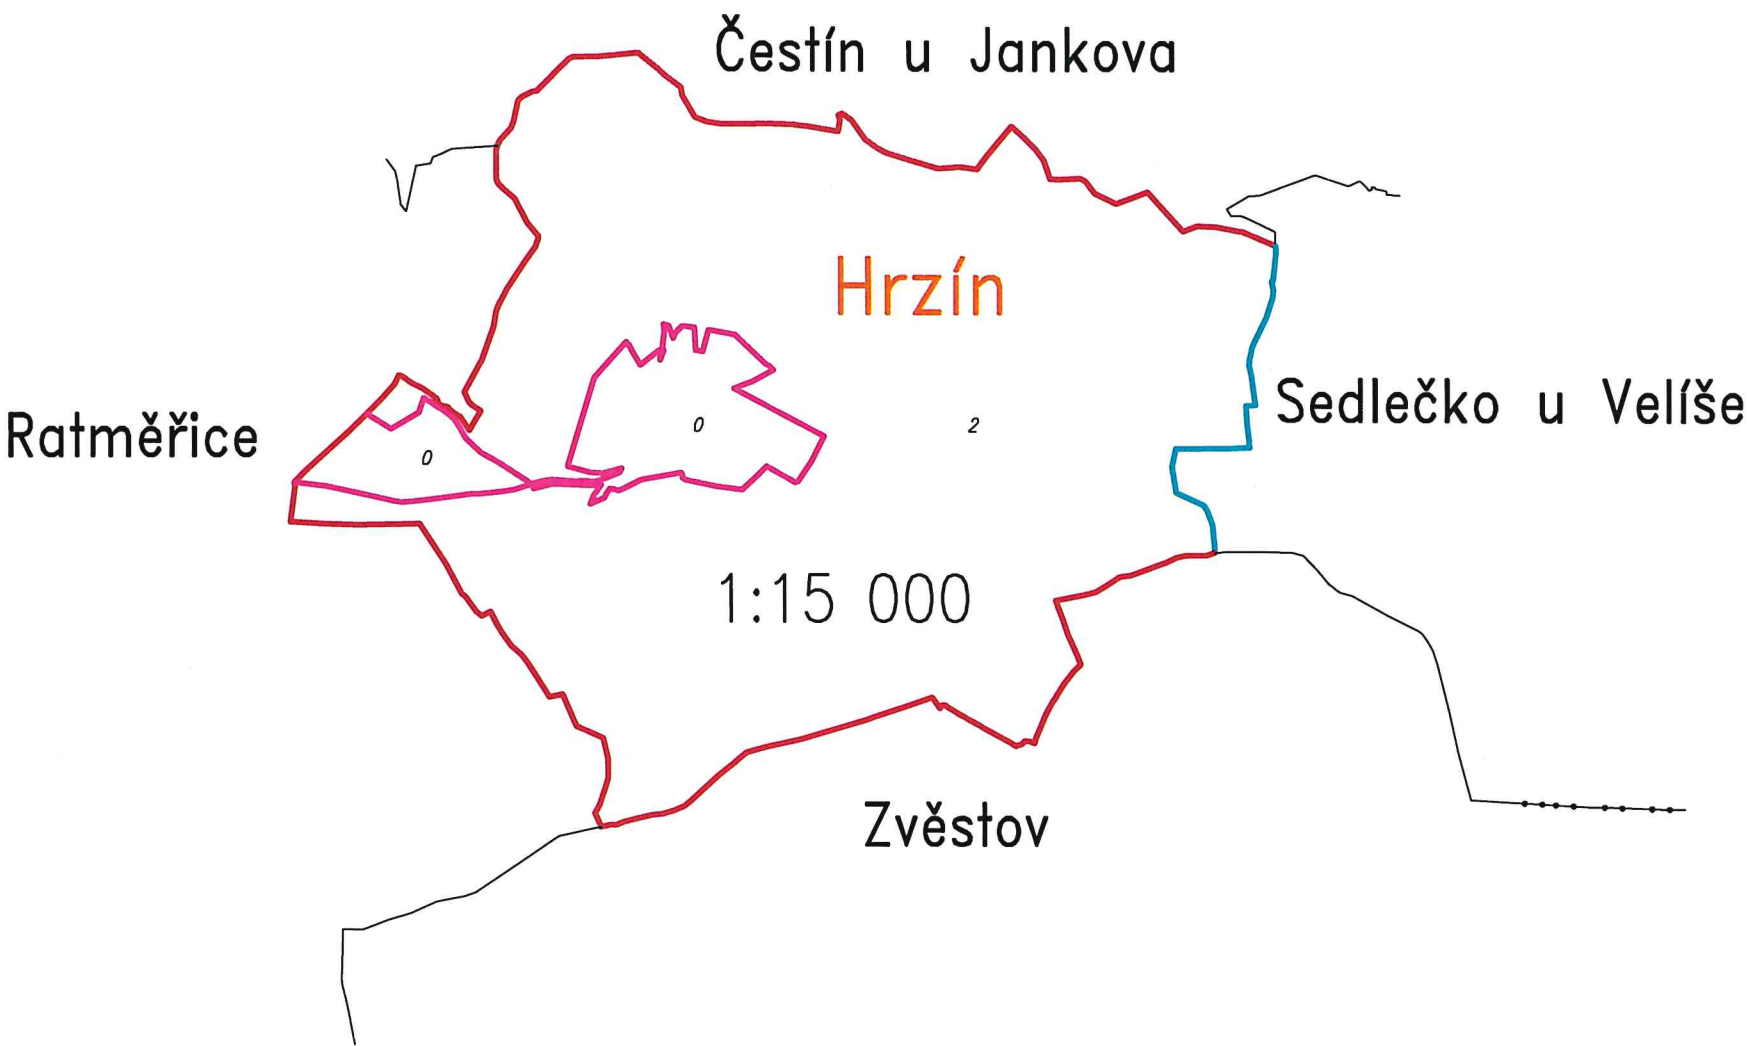 Čestín u Jankova
Hrzín
Sedlečko u Velíše
Ratměřice
0
0
2
1:15 000
Zvěstov